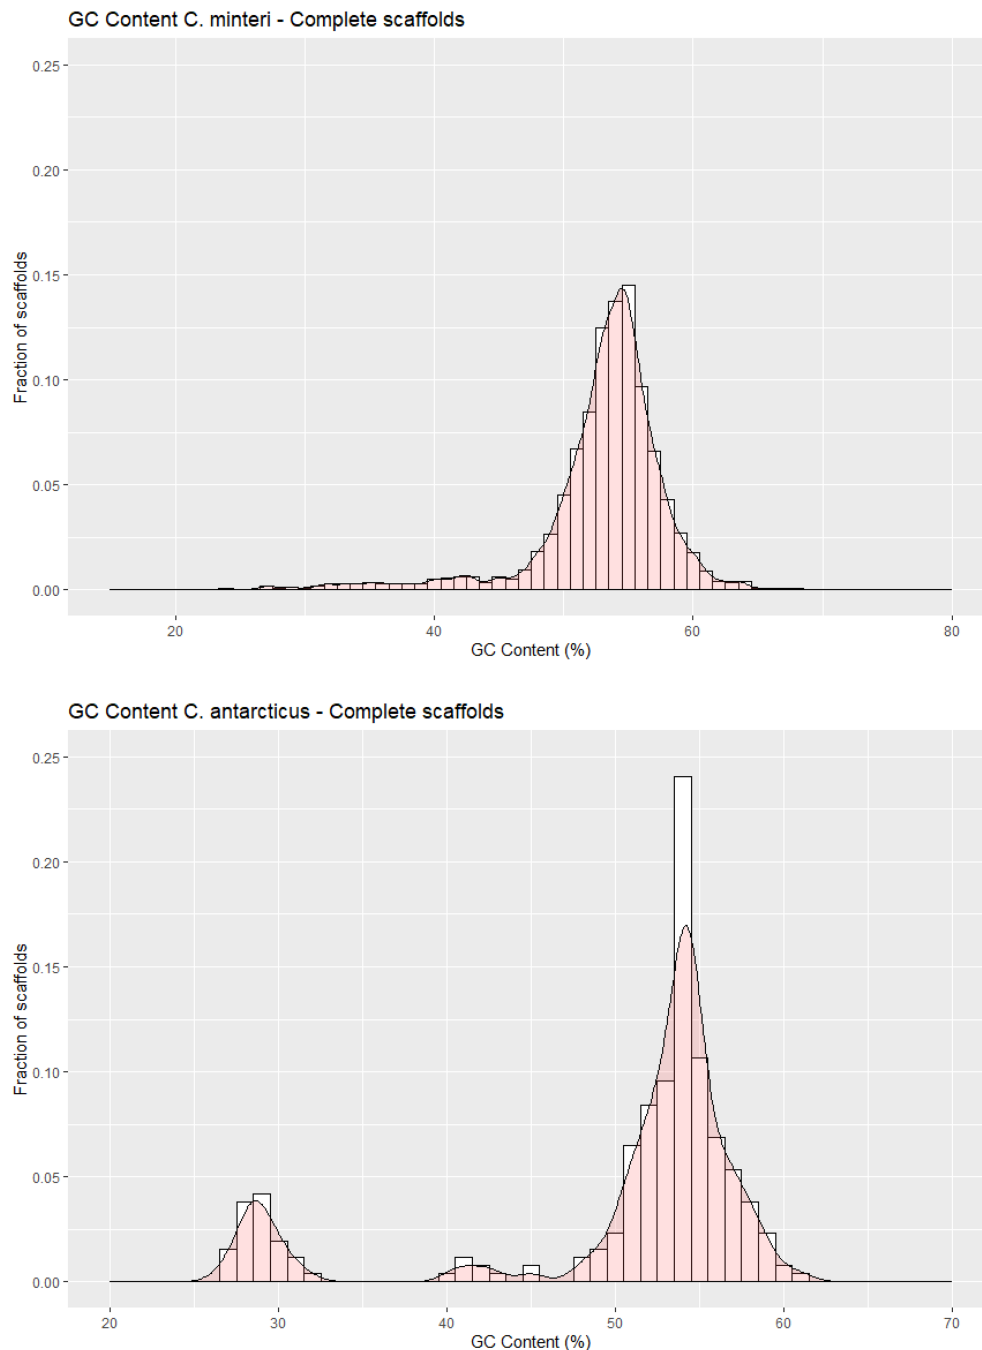 GC Content C. minteri - Complete scaffolds
0.25
0.20
0.15
0.10
0.05
0.00
Fraction of scaffolds
20 40 60 80
GC Content (%)
GC Content C. antarcticus - Complete scaffolds
0.25
0.20
0.15
0.10
0.05
0.00
Fraction of scaffolds
20 30 40 50 60 70
GC Content (%)